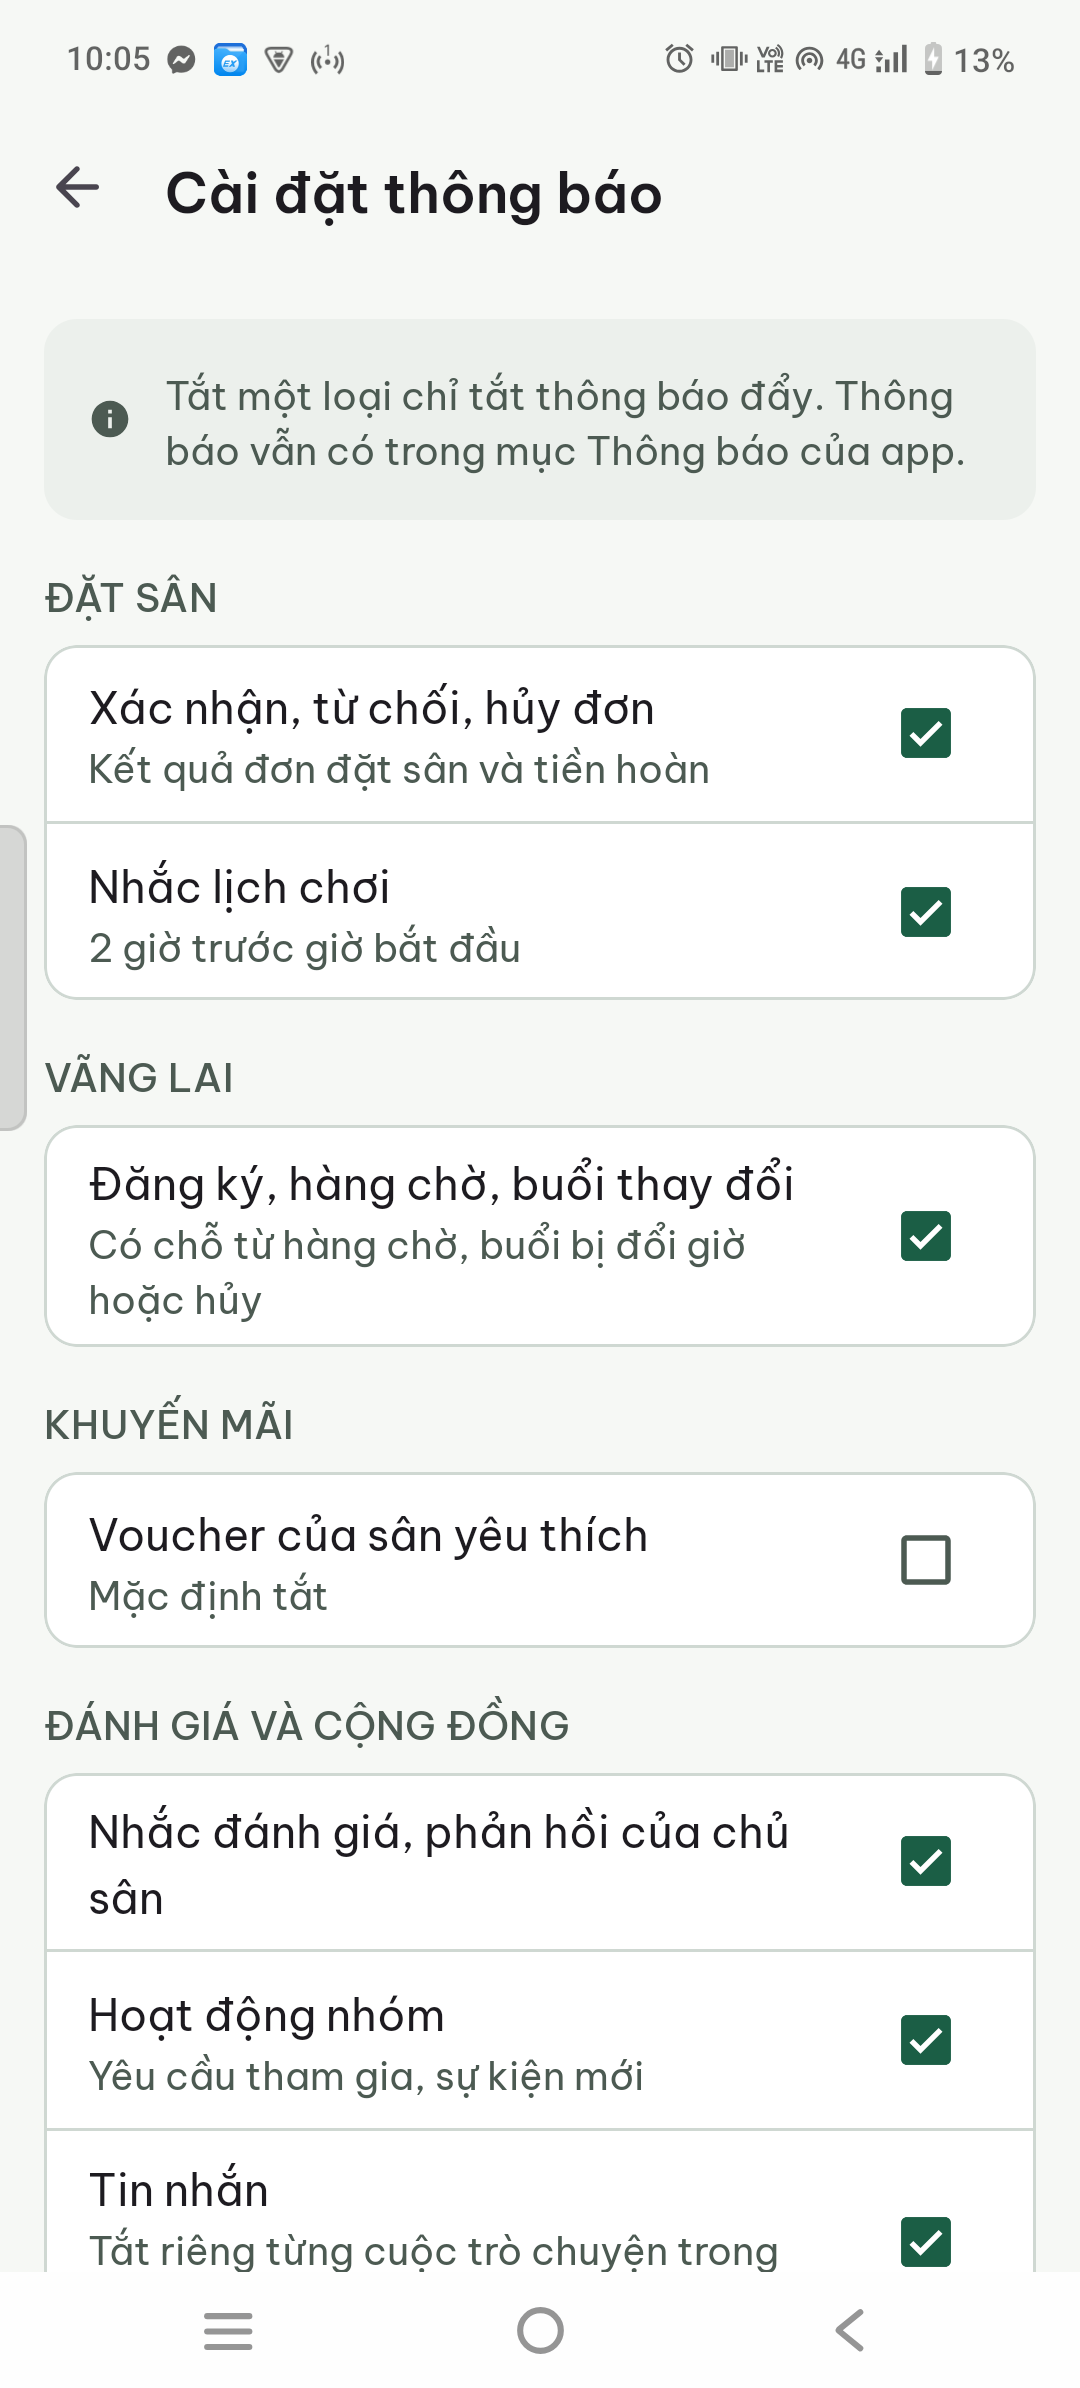 10:05
1
Vo)) LTE
4G
13%
Cài đặt thông báo
Tắt một loại chỉ tắt thông báo đẩy. Thông
báo vẫn có trong mục Thông báo của app.
ĐẶT SÂN
Xác nhận, từ chối, hủy đơn
Kết quả đơn đặt sân và tiền hoàn
Nhắc lịch chơi
2 giờ trước giờ bắt đầu
VÃNG LAI
Đăng ký, hàng chờ, buổi thay đổi
Có chỗ từ hàng chờ, buổi bị đổi giờ
hoặc hủy
KHUYẾN MÃI
Voucher của sân yêu thích
Mặc định tắt
ĐÁNH GIÁ VÀ CỘNG ĐỒNG
Nhắc đánh giá, phản hồi của chủ
sân
Hoạt động nhóm
Yêu cầu tham gia, sự kiện mới
Tin nhắn
Tắt riêng từng cuộc trò chuyện trong